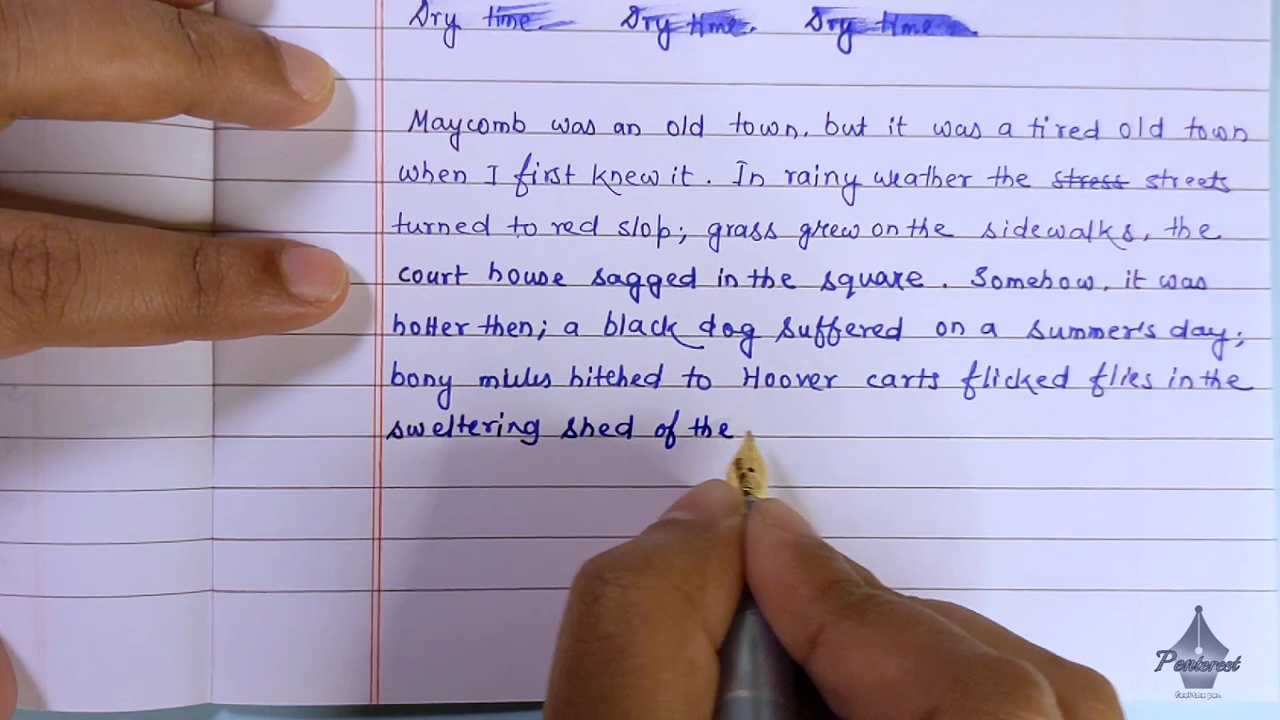 Dry time. Dry time. Dry time
Maycomb was an old town, but it was a tired old town
when I first knew it. In rainy weather the stress streets
turned to red slop; grass grew on the sidewalks, the
court house sagged in the square. Somehow, it was
hotter then; a black dog suffered on a summer's day;
bony mules hitched to Hoover carts flicked flies in the
sweltering shed of the
Penterest
feel the pen